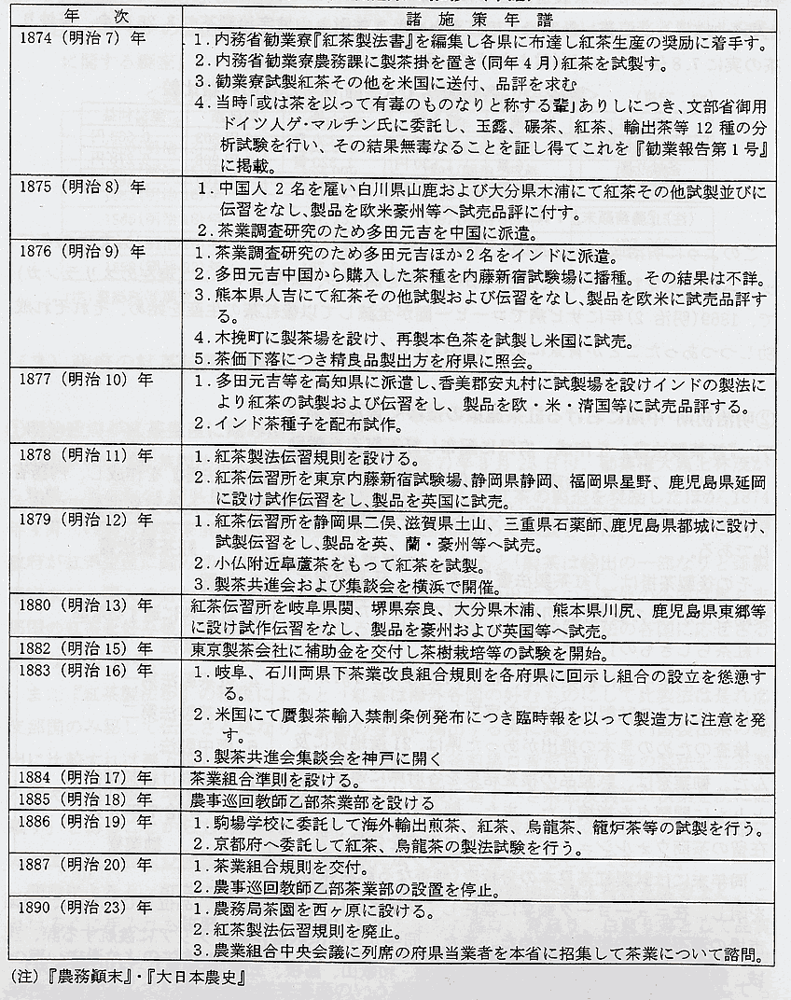 年次 諸施策年譜
1874(明治7)年 1.内務省勧業寮『紅茶製法書』を編集し各県に布達し紅茶生産の奨励に着手す。
2.内務省勧業寮農務課に製茶掛を置き(同年4月)紅茶を試製す。
3.勧業寮試製紅茶その他を米国に送付、品評を求む
4.当時「或は茶を以って有毒のものなりと称する輩」ありしにつき、文部省御用
ドイツ人ゲ・マルチン氏に委託し、玉露、碾茶、紅茶、輸出茶等12種の分
析試験を行い、その結果無毒なることを証し得てこれを『勧業報告第1号』
に掲載。
1875(明治8)年 1.中国人2名を雇い白川県山鹿および大分県木浦にて紅茶その他試製並びに
伝習をなし、製品を欧米豪州等へ試売品評に付す。
2.茶業調査研究のため多田元吉を中国に派遣。
1876(明治9)年 1.茶業調査研究のため多田元吉ほか2名をインドに派遣。
2.多田元吉中国から購入した茶種を内藤新宿試験場に播種。その結果は不詳。
3.熊本県人吉にて紅茶その他試製および伝習をなし、製品を欧米に試売品評す
る。
4.木挽町に製茶場を設け、再製本色茶を試製し米国に試売。
5.茶価下落につき精良品製出方を府県に照会。
1877(明治10)年 1.多田元吉等を高知県に派遣し、香美郡安丸村に試製場を設けインドの製法に
より紅茶の試製および伝習をし、製品を欧・米・清国等に試売品評する。
2.インド茶種子を配布試作。
1878(明治11)年 1.紅茶製法伝習規則を設ける。
2.紅茶伝習所を東京内藤新宿試験場、静岡県静岡、福岡県星野、鹿児島県延岡
に設け試作伝習をし、製品を英国に試売。
1879(明治12)年 1.紅茶伝習所を静岡県二俣、滋賀県土山、三重県石薬師、鹿児島県都城に設け、
試製伝習をし、製品を英、蘭・豪州等へ試売。
2.小仏附近皐蘆茶をもって紅茶を試製。
3.製茶共進会および集談会を横浜で開催。
1880(明治13)年 紅茶伝習所を岐阜県関、堺県奈良、大分県木浦、熊本県川尻、鹿児島県東郷等
に設け試作伝習をなし、製品を豪州および英国等へ試売。
1882(明治15)年 東京製茶会社に補助金を交付し茶樹栽培等の試験を開始。
1883(明治16)年 1.岐阜、石川両県下茶業改良組合規則を各府県に回示し組合の設立を慫慂す
る。
2.米国にて贋製茶輸入禁制条例発布につき臨時報を以って製造方に注意を発
す。
3.製茶共進会集談会を神戸に開く
1884(明治17)年 茶業組合準則を設ける。
1885(明治18)年 農事巡回教師乙部茶業部を設ける
1886(明治19)年 1.駒場学校に委託して海外輸出煎茶、紅茶、烏龍茶、籠炉茶等の試製を行う。
2.京都府へ委託して紅茶、烏龍茶の製法試験を行う。
1887(明治20)年 1.茶業組合規則を交付。
2.農事巡回教師乙部茶業部の設置を停止。
1890(明治23)年 1.農務局茶園を西ヶ原に設ける。
2.紅茶製法伝習規則を廃止。
3.農業組合中央会議に列席の府県当業者を本省に招集して茶業について諮問。
(注)『農務顛末』・『大日本農史』